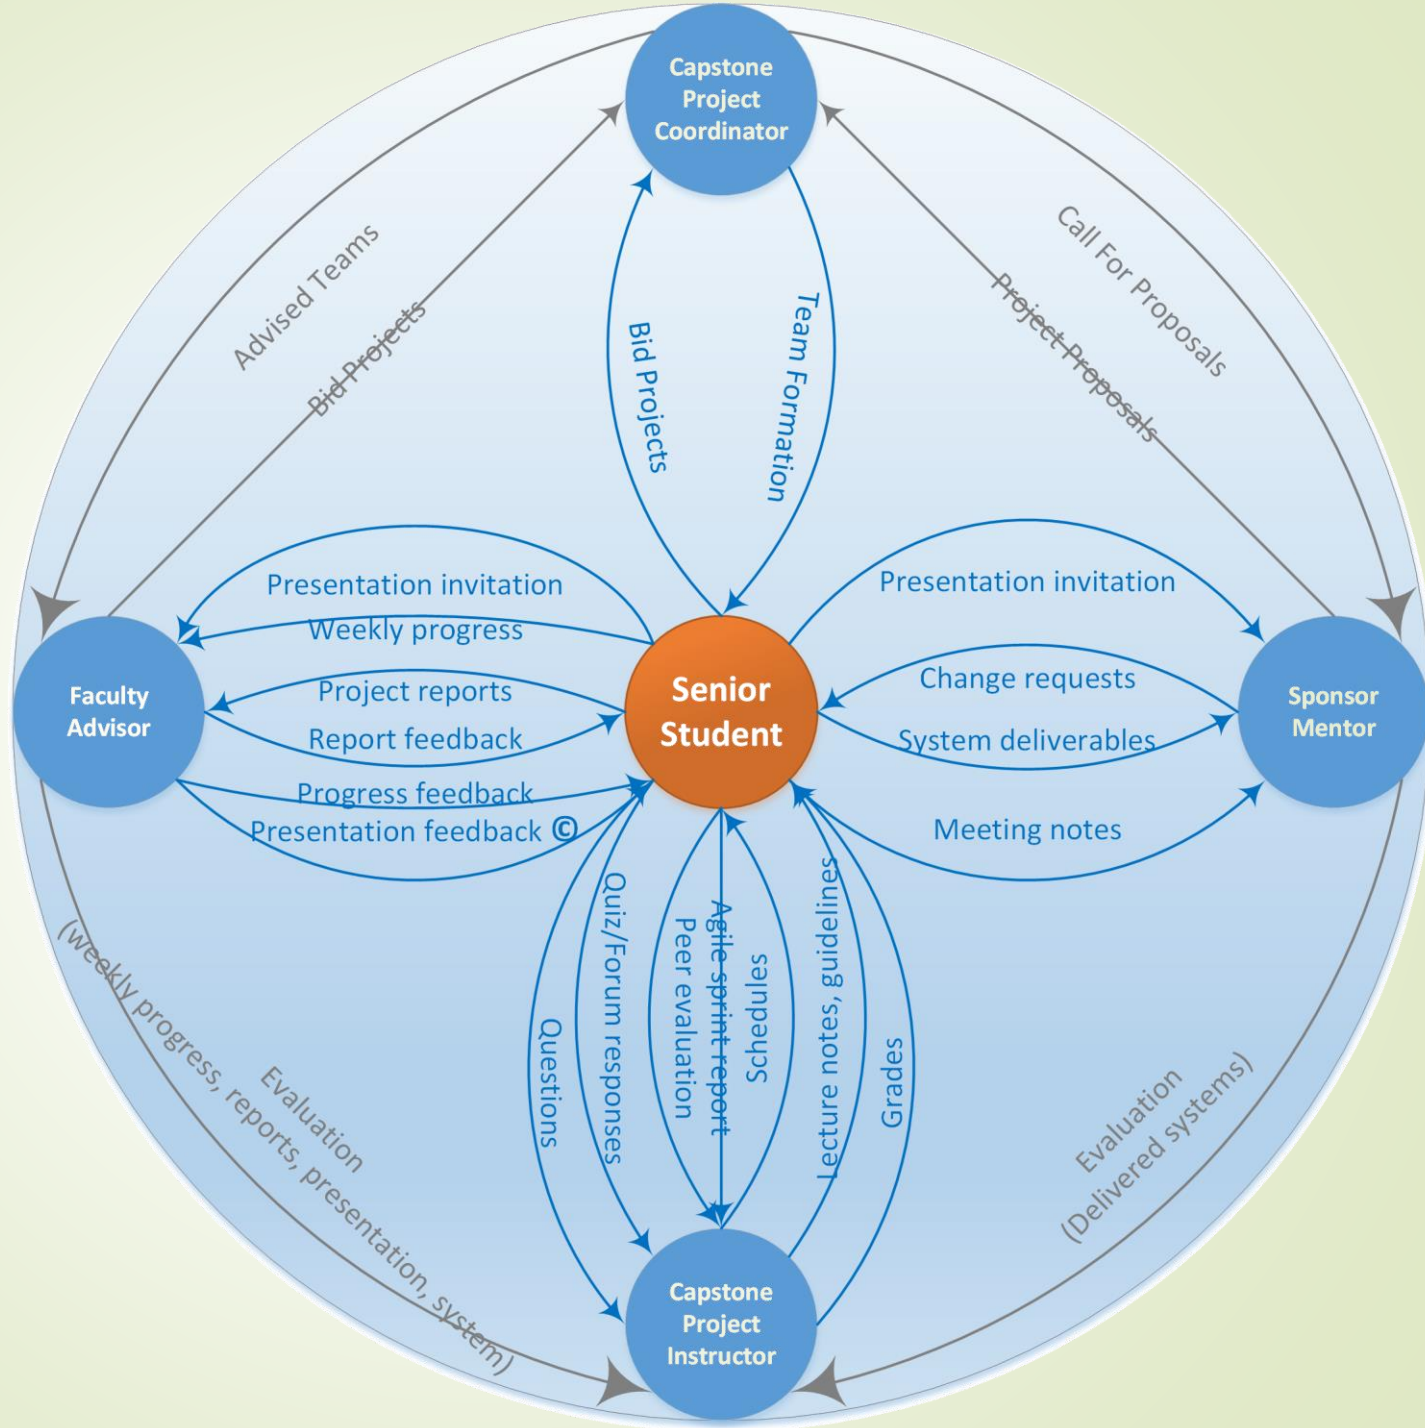 Capstone
Project
Coordinator
Advised Teams
Bid Projects
Call For Proposals
Project Proposals
Bid Projects
Team Formation
Presentation invitation
Weekly progress
Project reports
Report feedback
Progress feedback
Presentation feedback ©
Faculty
Advisor
Senior
Student
Presentation invitation
Change requests
System deliverables
Meeting notes
Sponsor
Mentor
Questions
Quiz/Forum responses
Peer evaluation
Agile sprint report
Schedules
Lecture notes, guidelines
Grades
Evaluation
(weekly progress, reports, presentation, system)
Evaluation
(Delivered systems)
Capstone
Project
Instructor